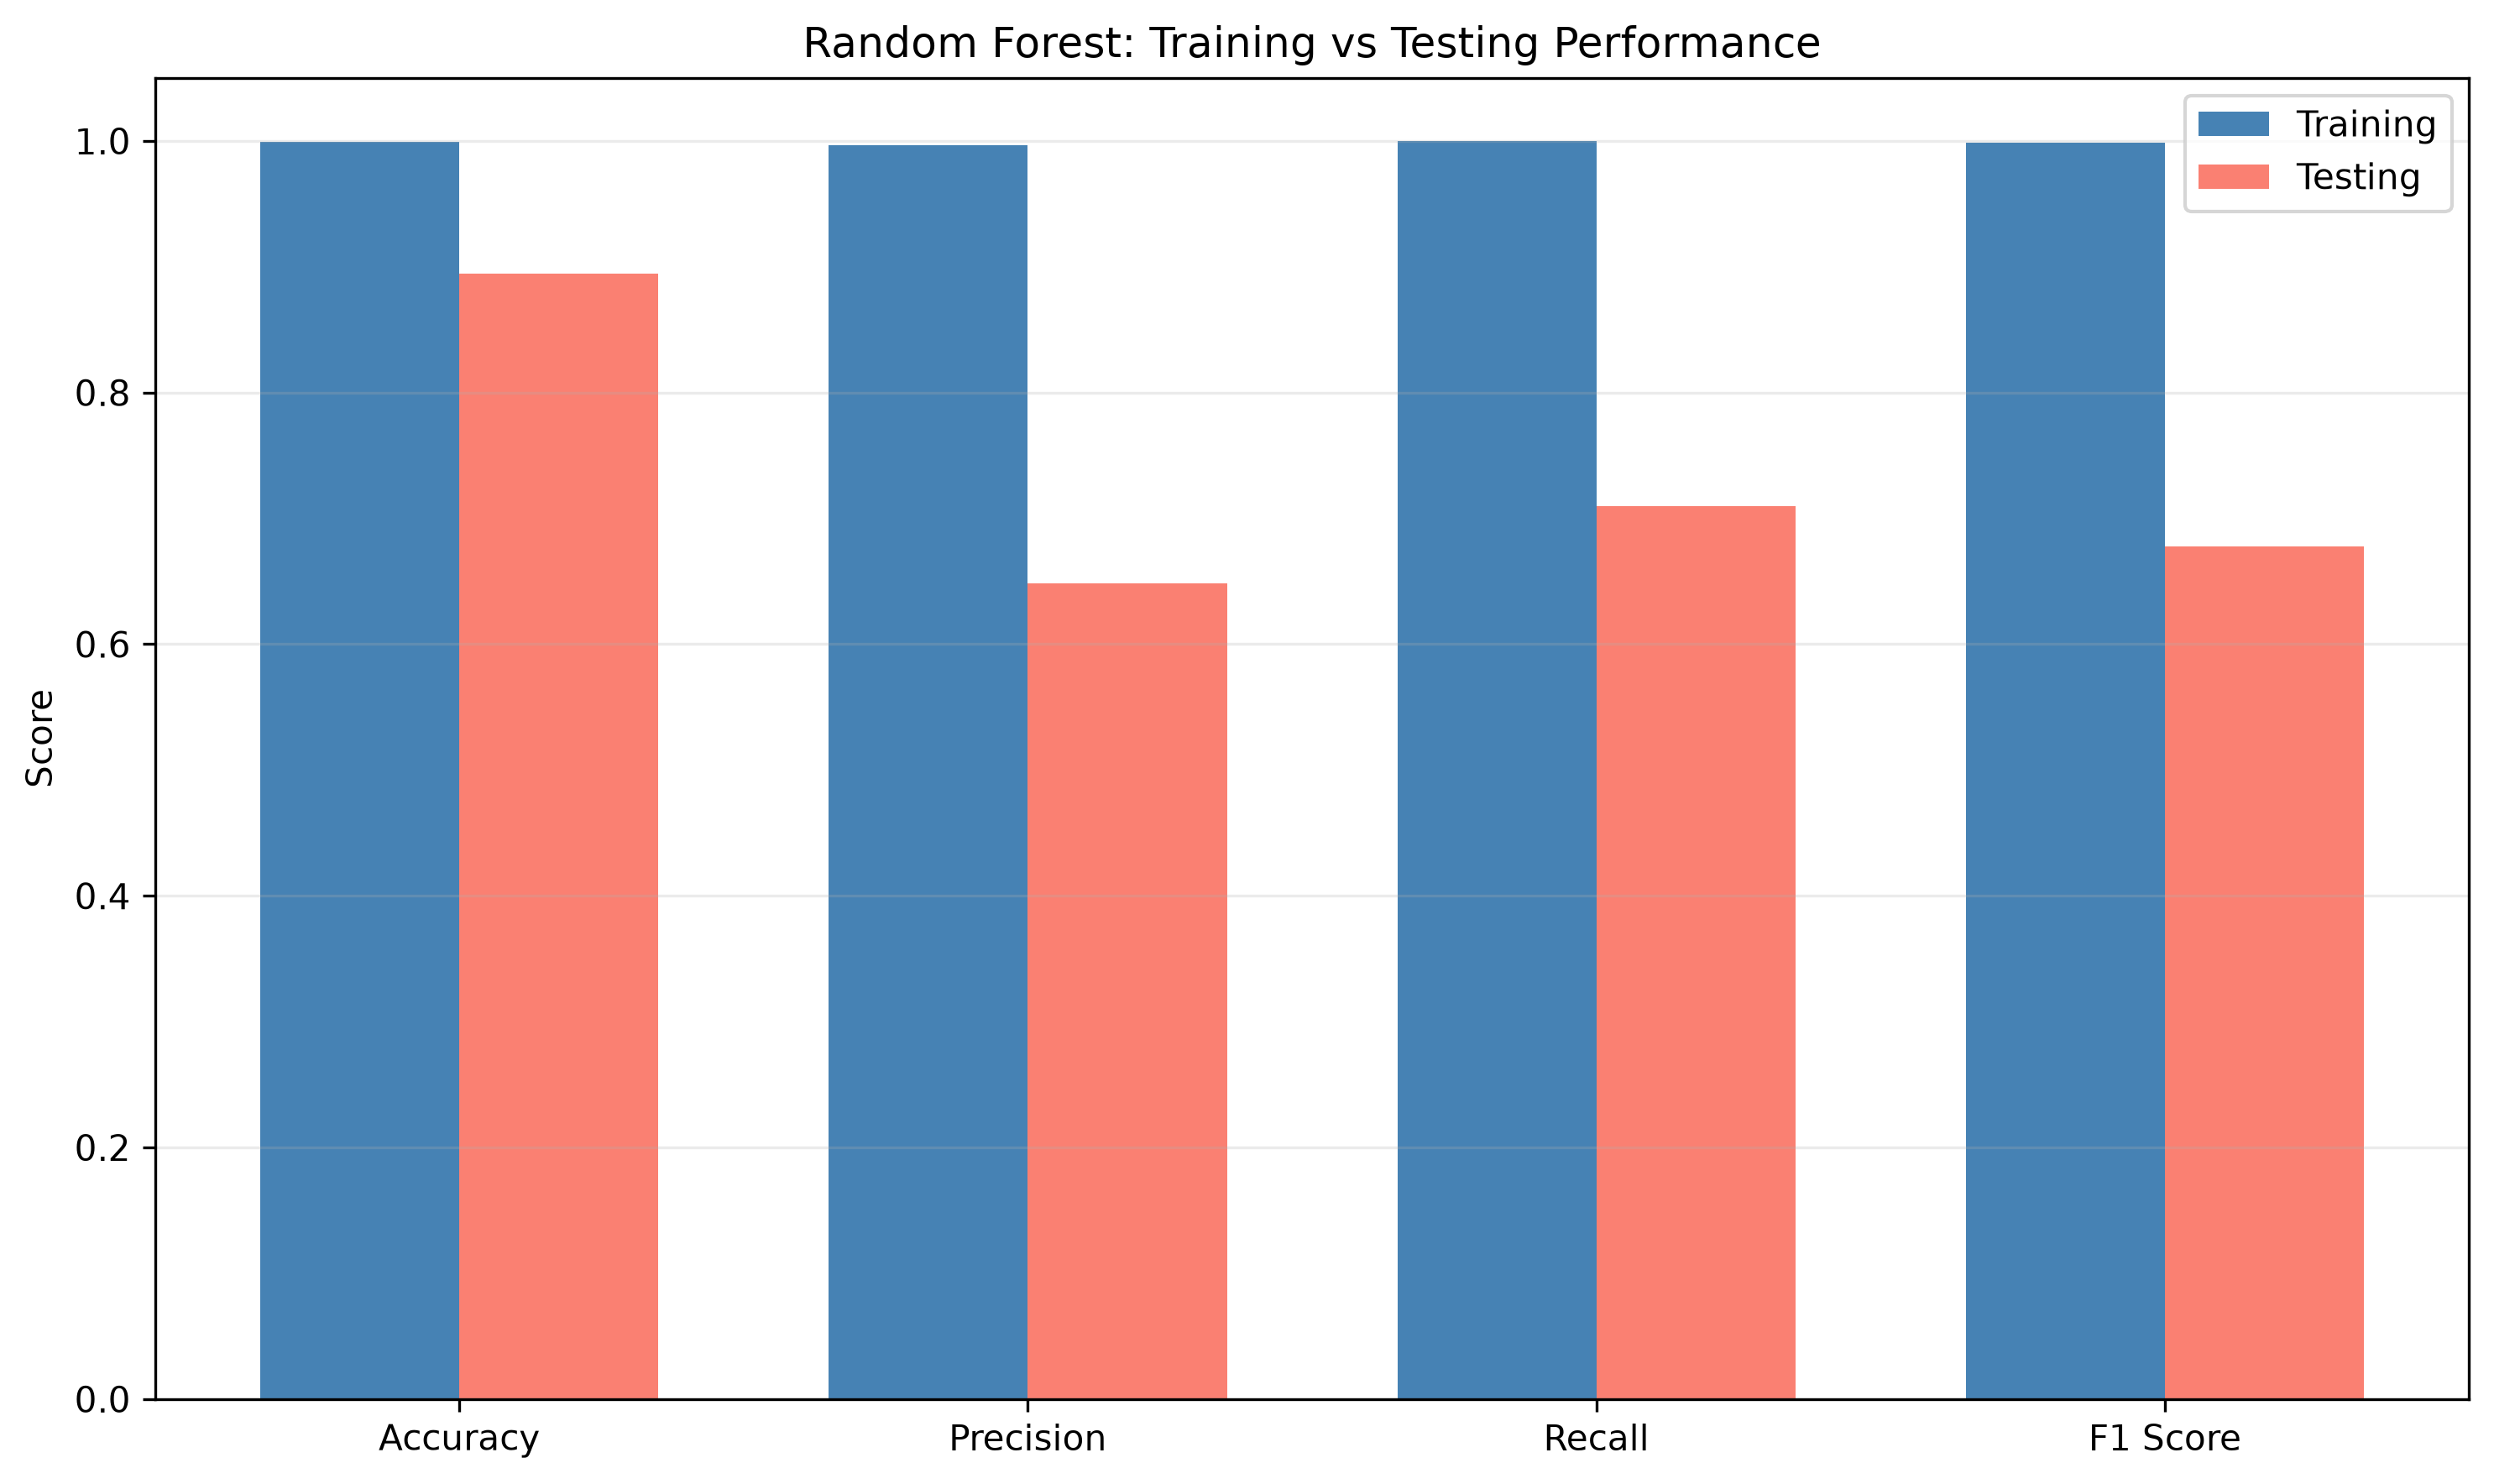 Random Forest: Training vs Testing Performance
Training
Testing
Score
1.0
0.8
0.6
0.4
0.2
0.0
Accuracy
Precision
Recall
F1 Score